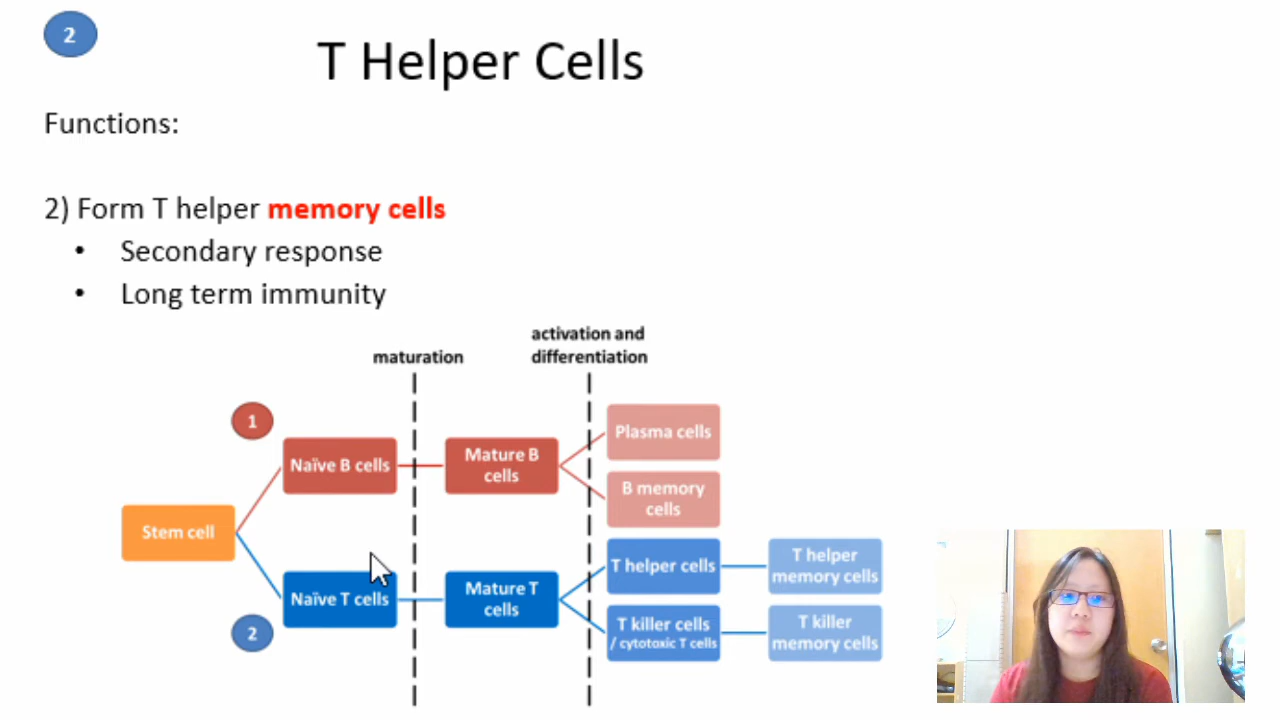 2
T Helper Cells
Functions:
2) Form T helper memory cells
• Secondary response
• Long term immunity
activation and
differentiation
maturation
1
Plasma cells
Naïve B cells
Mature B
cells
B memory
cells
Stem cell
T helper cells
T helper
memory cells
Naïve T cells
Mature T
cells
2
T killer cells
/ cytotoxic T cells
T killer
memory cells